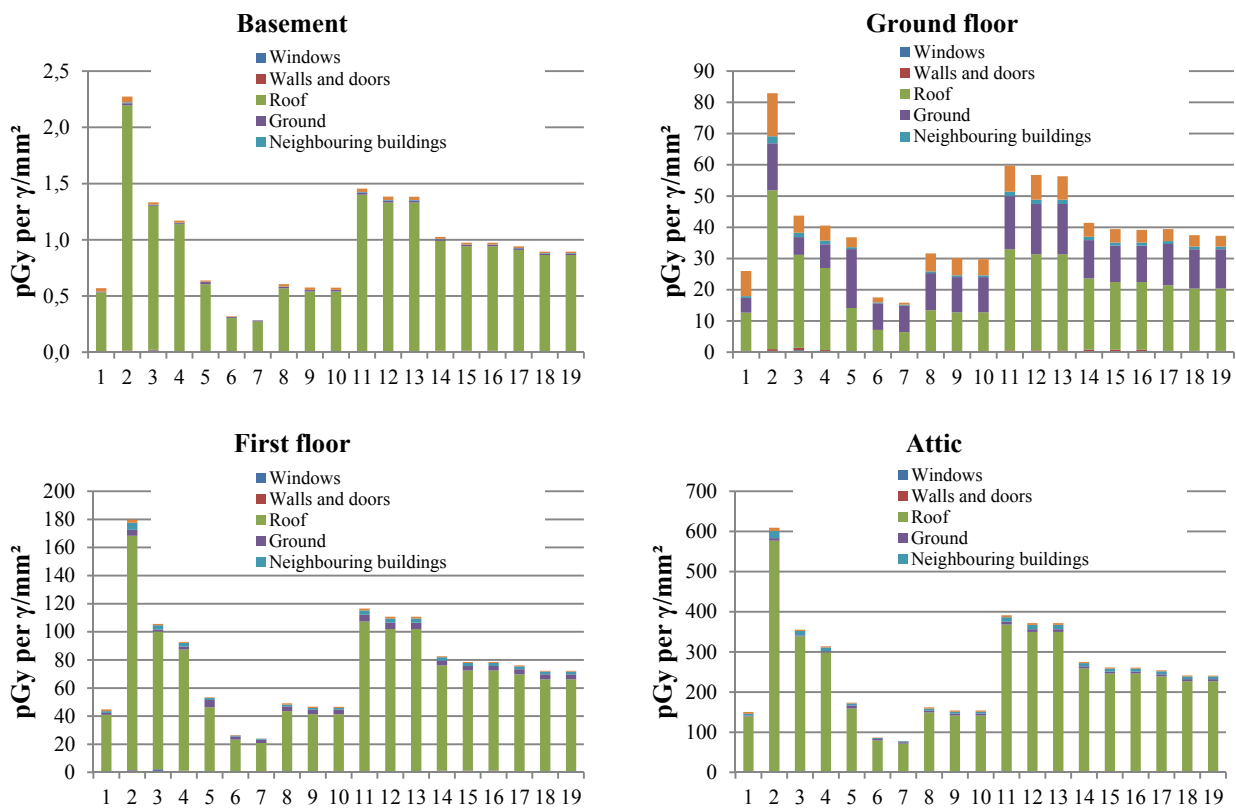 Basement
Windows
Walls and doors
Roof
Ground
Neighbouring buildings
pGy per γ/mm²
2,5
2,0
1,5
1,0
0,5
0,0
1 2 3 4 5 6 7 8 9 10 11 12 13 14 15 16 17 18 19
Ground floor
Windows
Walls and doors
Roof
Ground
Neighbouring buildings
pGy per γ/mm²
90
80
70
60
50
40
30
20
10
0
1 2 3 4 5 6 7 8 9 10 11 12 13 14 15 16 17 18 19
First floor
Windows
Walls and doors
Roof
Ground
Neighbouring buildings
pGy per γ/mm²
200
180
160
140
120
100
80
60
40
20
0
1 2 3 4 5 6 7 8 9 10 11 12 13 14 15 16 17 18 19
Attic
Windows
Walls and doors
Roof
Ground
Neighbouring buildings
pGy per γ/mm²
700
600
500
400
300
200
100
0
1 2 3 4 5 6 7 8 9 10 11 12 13 14 15 16 17 18 19